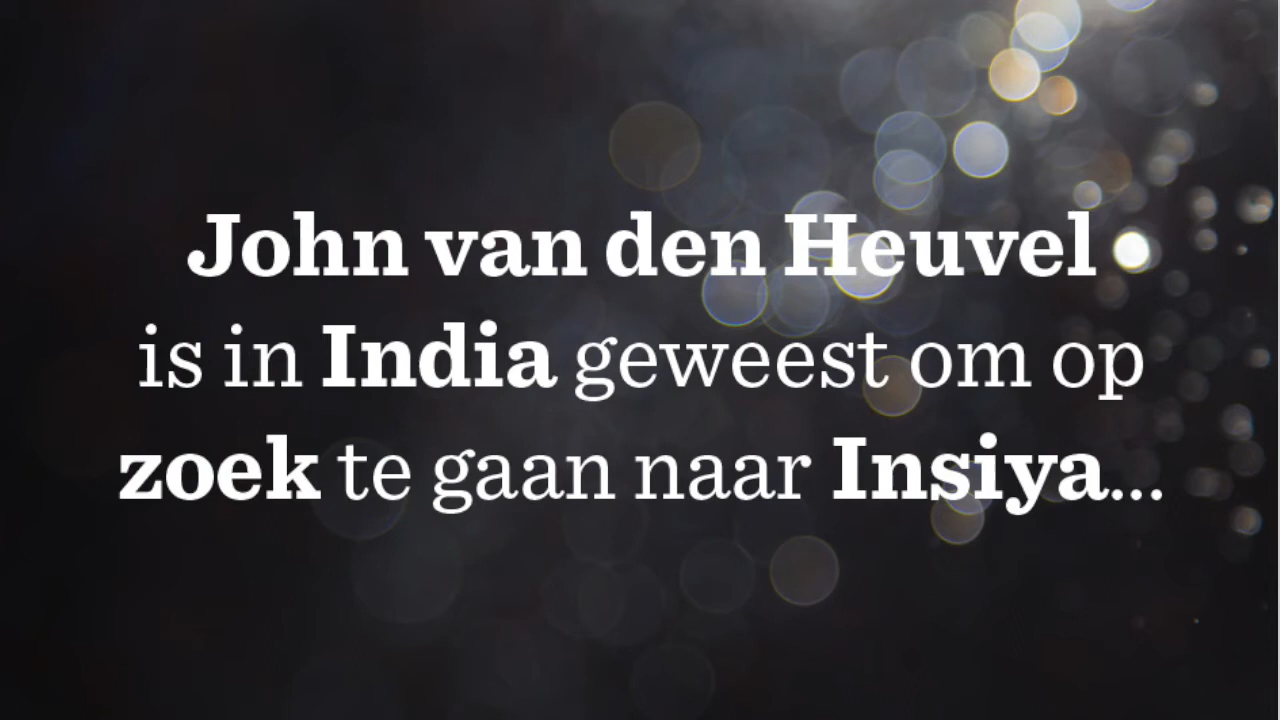 John van den Heuvel
is in India geweest om op
zoek te gaan naar Insiya...